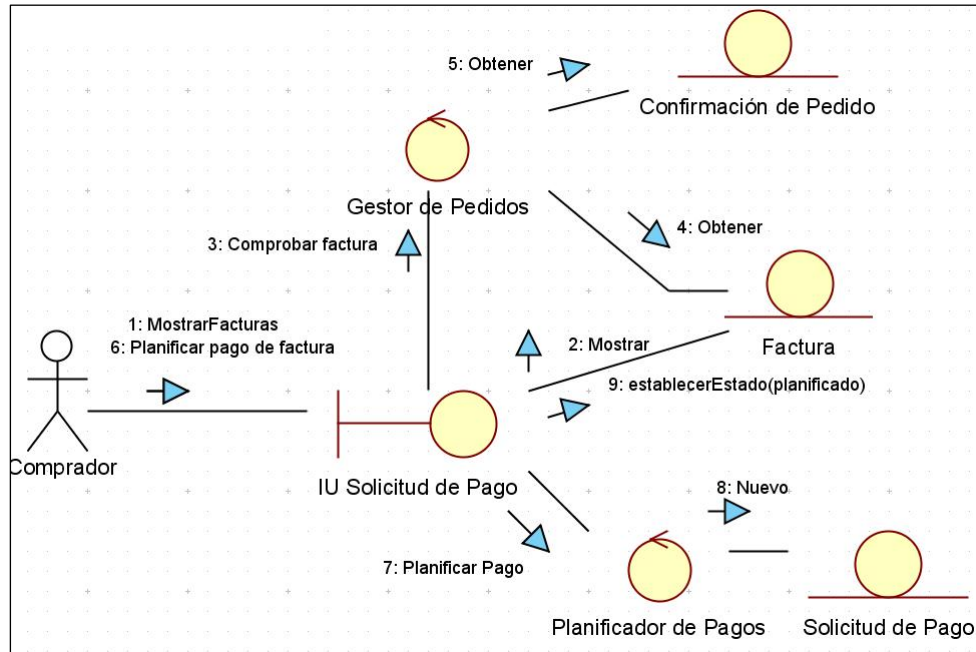 5: Obtener
Confirmación de Pedido
Gestor de Pedidos
3: Comprobar factura
4: Obtener
1: MostrarFacturas
6: Planificar pago de factura
2: Mostrar
Factura
9: establecerEstado(planificado)
Comprador
IU Solicitud de Pago
8: Nuevo
7: Planificar Pago
Planificador de Pagos
Solicitud de Pago